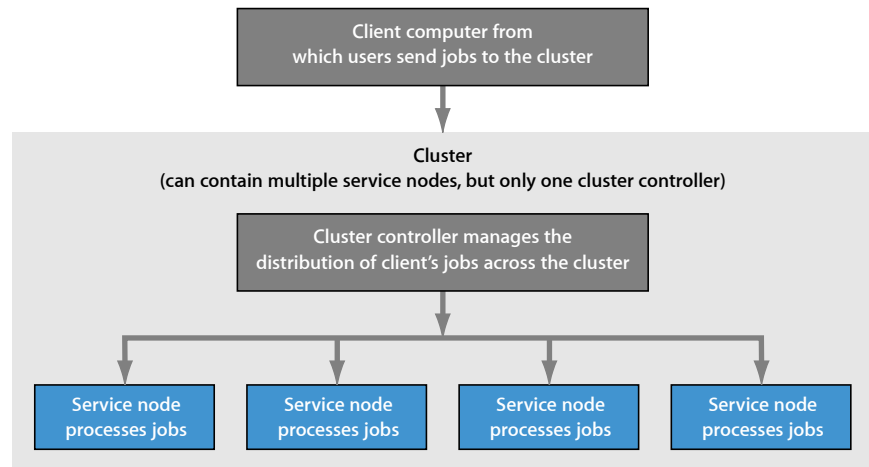 Client computer from
which users send jobs to the cluster
Cluster
(can contain multiple service nodes, but only one cluster controller)
Cluster controller manages the
distribution of client’s jobs across the cluster
Service node
processes jobs
Service node
processes jobs
Service node
processes jobs
Service node
processes jobs